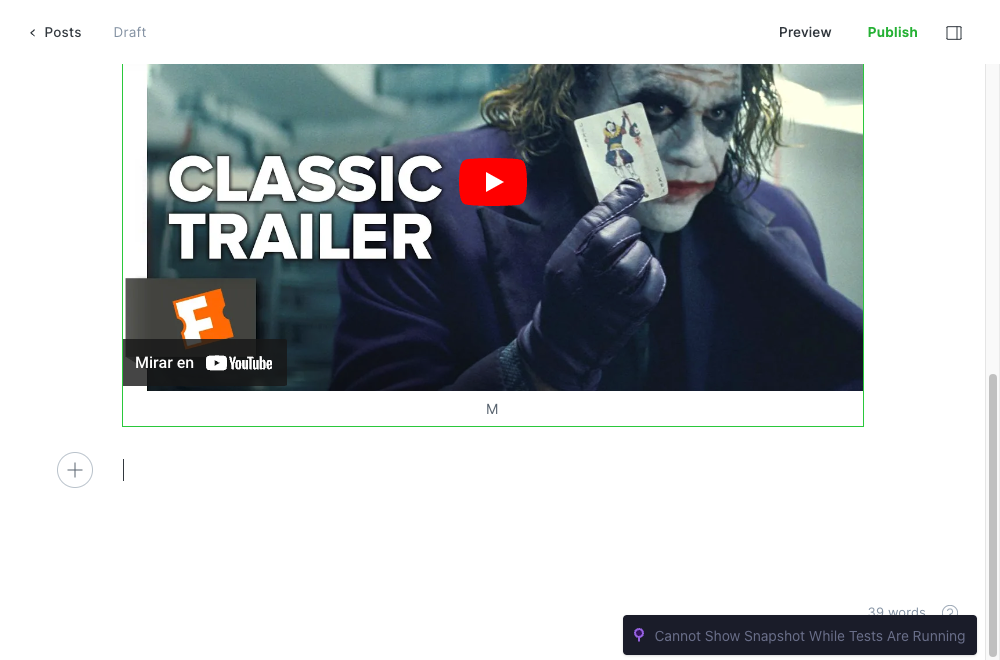 Posts
Draft
Preview
Publish
CLASSIC
TRAILER
F
Mirar en YouTube
M
39 words
?
Cannot Show Snapshot While Tests Are Running